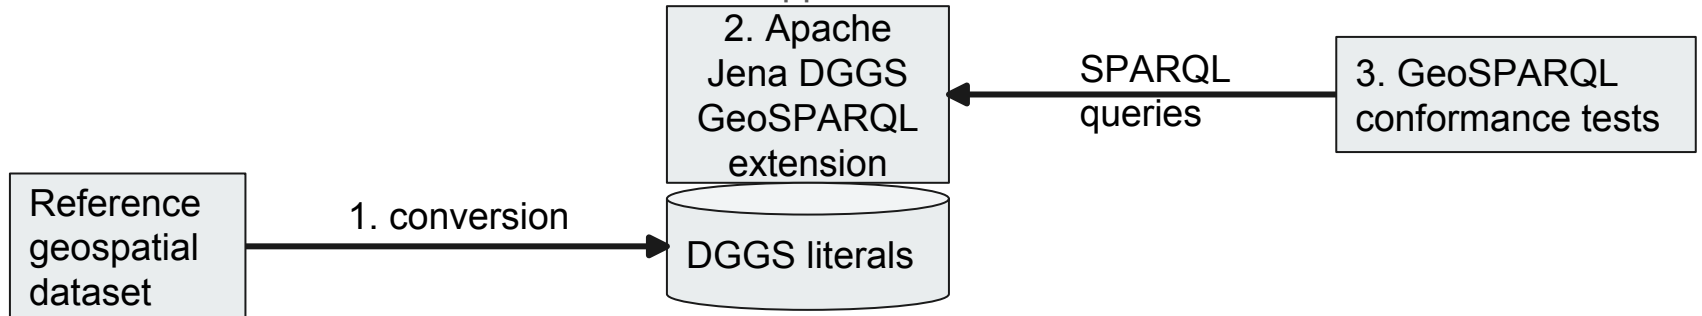 2. Apache
Jena DGGS
GeoSPARQL
extension
SPARQL
queries
3. GeoSPARQL
conformance tests
Reference
geospatial
dataset
1. conversion
DGGS literals